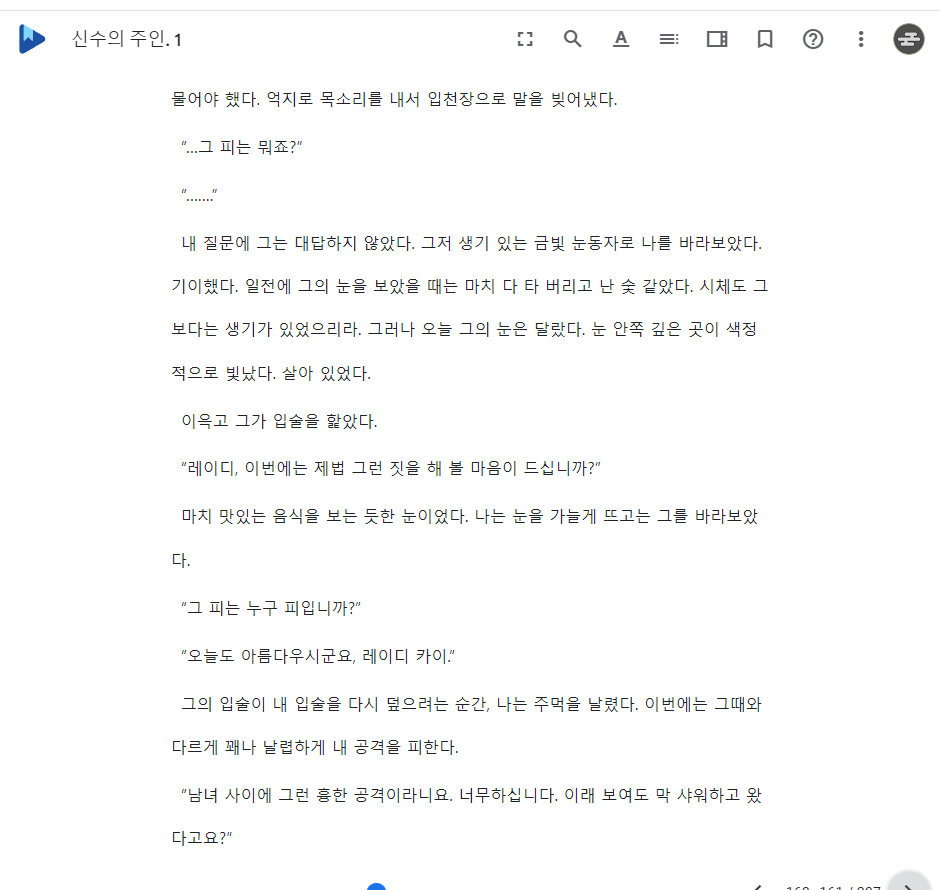 신수의 주인. 1
물어야 했다. 억지로 목소리를 내서 입천장으로 말을 빚어냈다.
"…그 피는 뭐죠?"
"……."
내 질문에 그는 대답하지 않았다. 그저 생기 있는 금빛 눈동자로 나를 바라보았다.
기이했다. 일전에 그의 눈을 보았을 때는 마치 다 타 버리고 난 숯 같았다. 시체도 그
보다는 생기가 있었으리라. 그러나 오늘 그의 눈은 달랐다. 눈 안쪽 깊은 곳이 색정
적으로 빛났다. 살아 있었다.
이윽고 그가 입술을 핥았다.
"레이디, 이번에는 제법 그런 짓을 해 볼 마음이 드십니까?"
마치 맛있는 음식을 보는 듯한 눈이었다. 나는 눈을 가늘게 뜨고는 그를 바라보았
다.
"그 피는 누구 피입니까?"
"오늘도 아름다우시군요, 레이디 카이."
그의 입술이 내 입술을 다시 덮으려는 순간, 나는 주먹을 날렸다. 이번에는 그때와
다르게 꽤나 날렵하게 내 공격을 피한다.
"남녀 사이에 그런 흉한 공격이라니요. 너무하십니다. 이래 보여도 막 샤워하고 왔
다고요?"